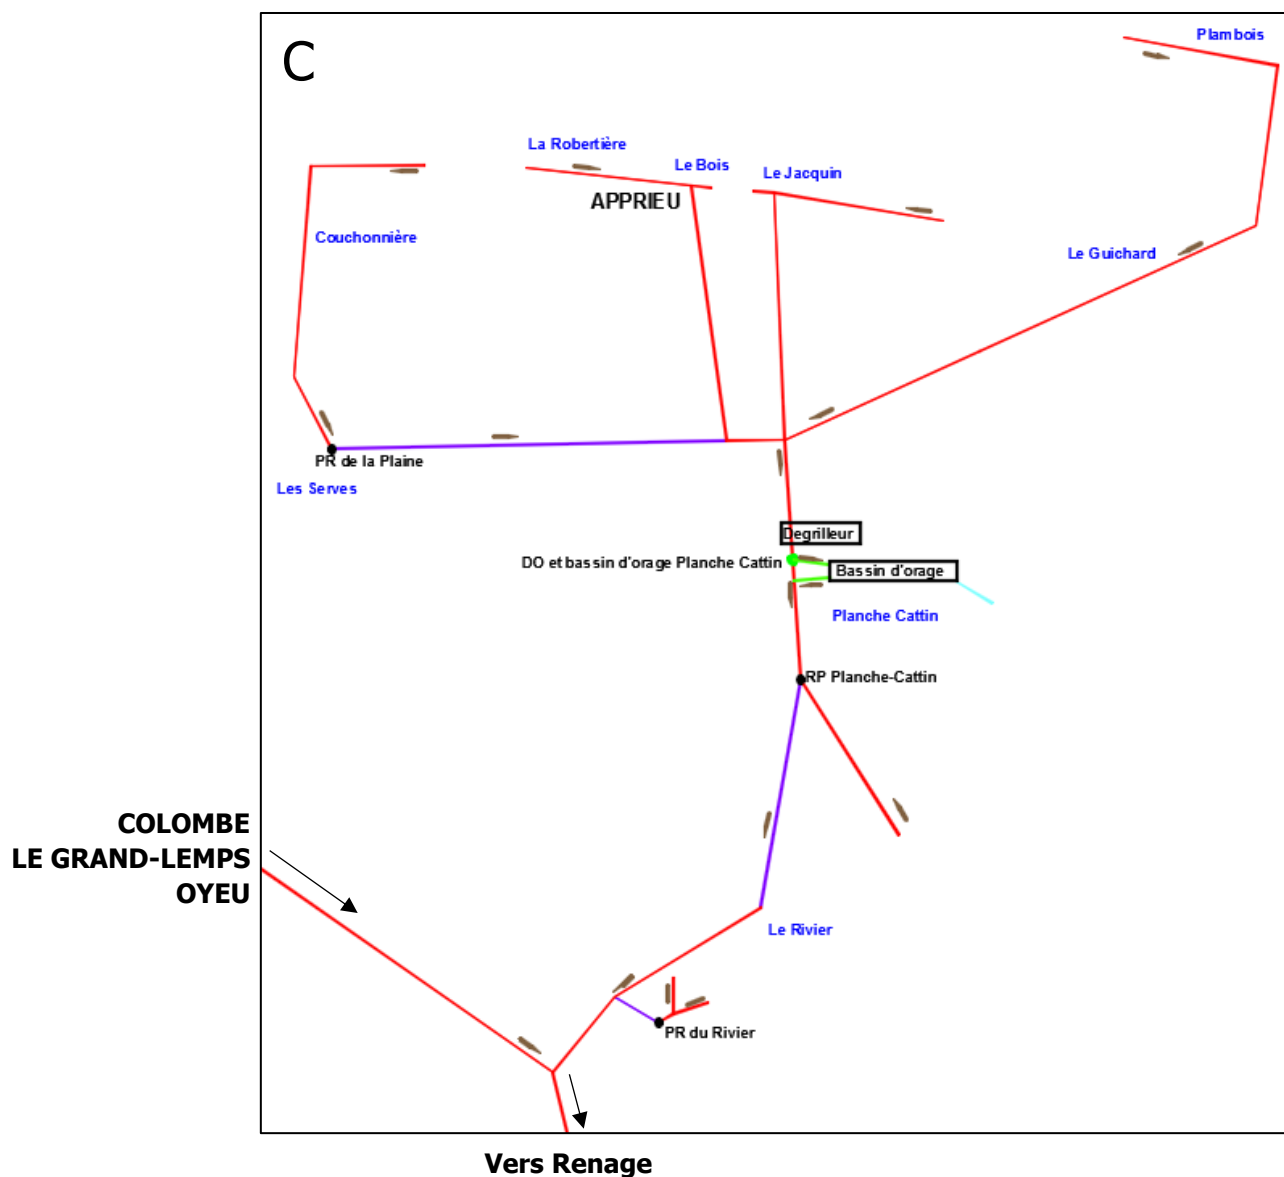 C
Plambois
La Robertière
Le Bois
Le Jacquin
APPRIEU
Couchonnière
Le Guichard
PR de la Plaine
Les Serves
Degrilleur
DO et bassin d'orage Planche Cattin
Bassin d'orage
Planche Cattin
RP Planche-Cattin
COLOMBE
LE GRAND-LEMPS
OYEU
Le Rivier
PR du Rivier
Vers Renage